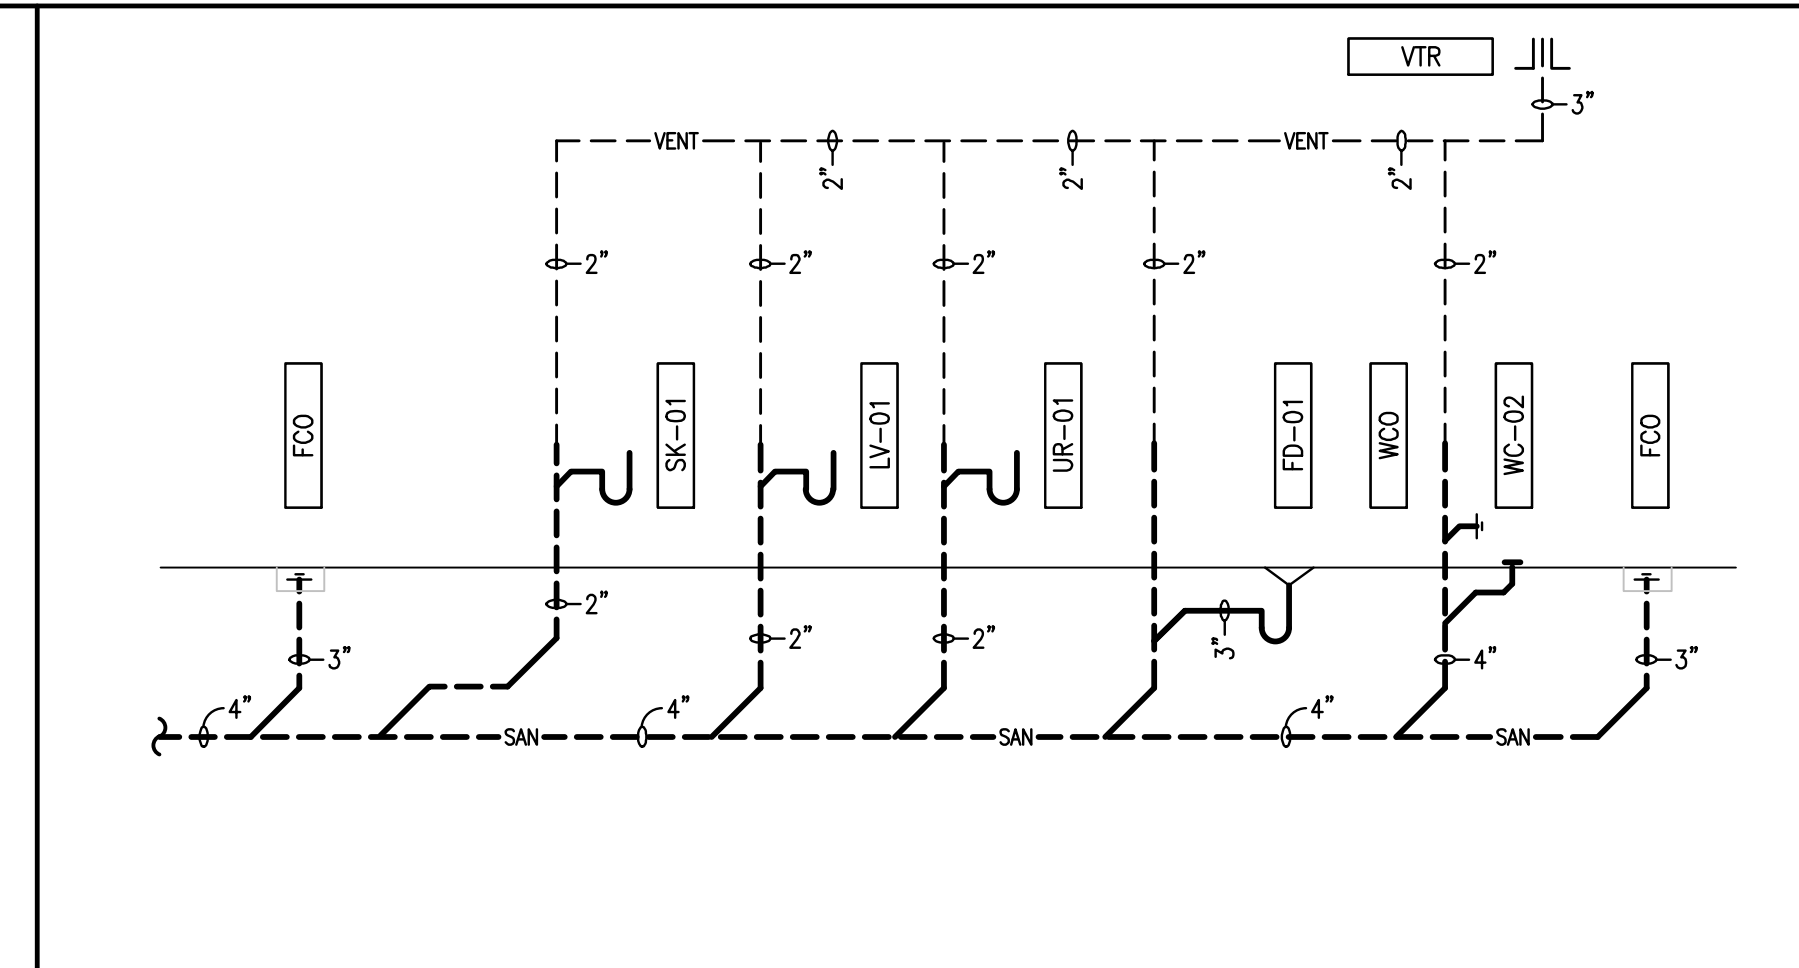 VTR
3"
VENT
VENT
2"
2"
2"
2"
2"
2"
2"
2"
FCO
SK-01
LV-01
UR-01
FD-01
WCO
WC-02
FCO
2"
2"
2"
3"
3"
4"
3"
4"
4"
4"
SAN
SAN
SAN